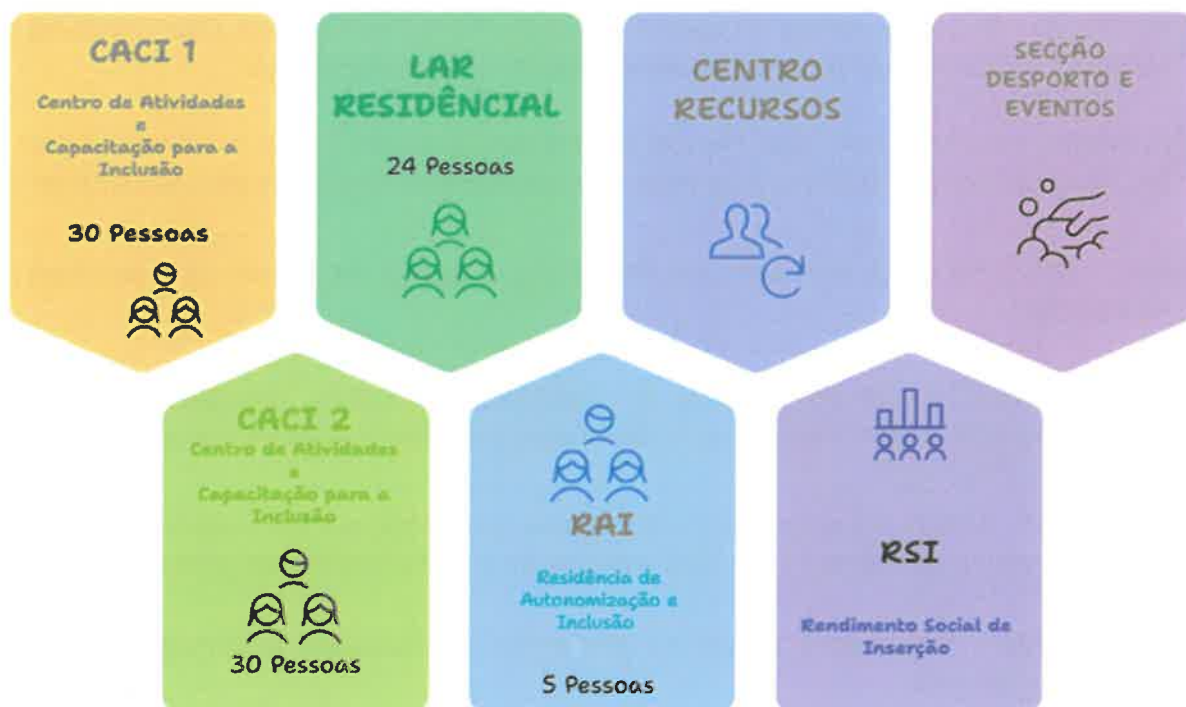 CACI 1
Centro de Atividades
e
Capacitação para a
Inclusão
30 Pessoas
LAR
RESIDÊNCIAL
24 Pessoas
CENTRO
RECURSOS
SECÇÃO
DESPORTO E
EVENTOS
CACI 2
Centro de Atividades
e
Capacitação para a
Inclusão
30 Pessoas
RAI
Residência de
Autonomização e
Inclusão
5 Pessoas
RSI
Rendimento Social de
Inserção